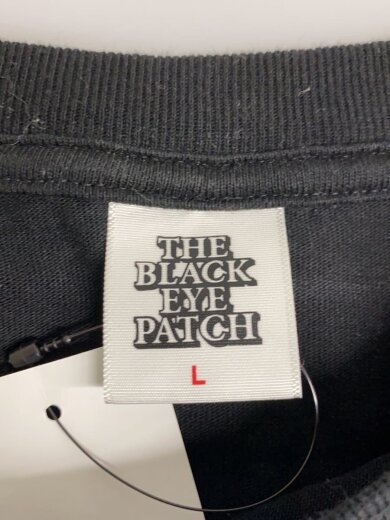 THE
BLACK
EYE
PATCH
L